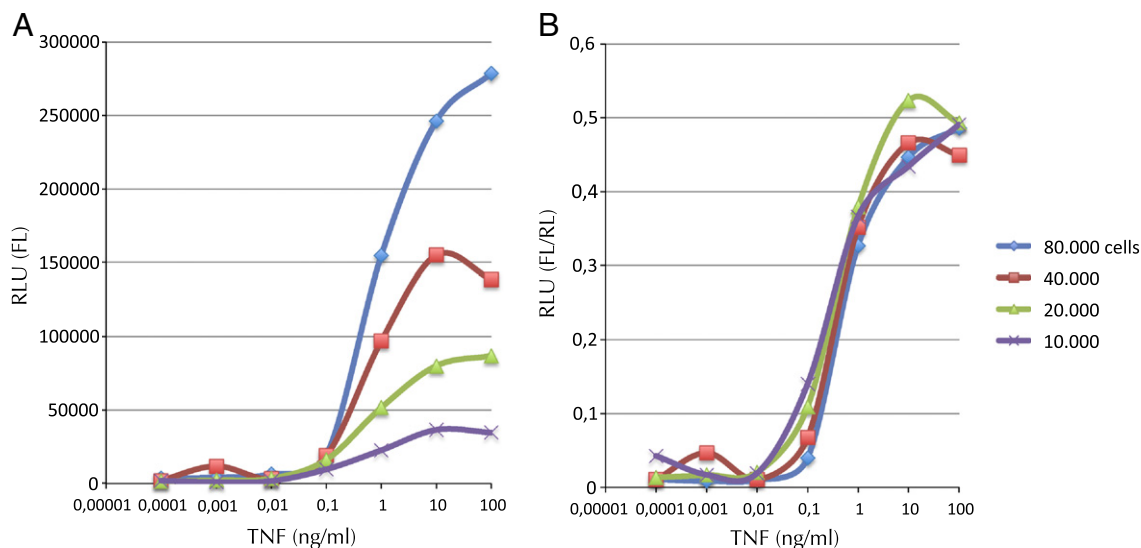 A
300000
250000
200000
150000
100000
50000
0
RLU (FL)
0,00001 0,0001 0,001 0,01 0,1 1 10 100
TNF (ng/ml)
B
0,6
0,5
0,4
0,3
0,2
0,1
0
RLU (FL/RL)
0,00001 0,0001 0,001 0,01 0,1 1 10 100
TNF (ng/ml)
80.000 cells
40.000
20.000
10.000